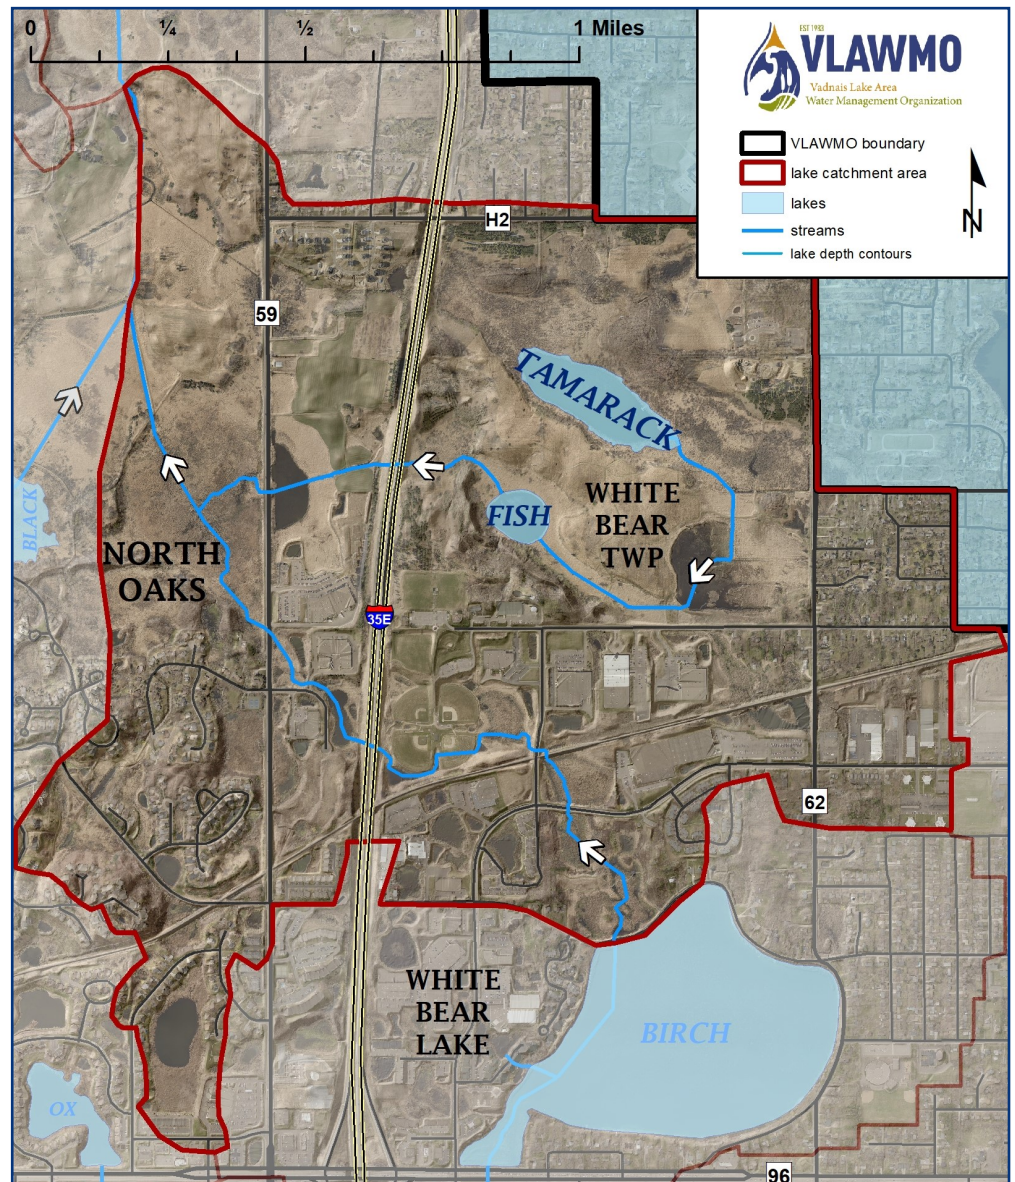 0 ¼ ½ 1 Miles
EST 1983
VLAWMO
Vadnais Lake Area
Water Management Organization
VLAWMO boundary
lake catchment area
lakes
streams
lake depth contours
N
H2
59
TAMARACK
BLACK
FISH
WHITE
BEAR
TWP
NORTH
OAKS
35E
62
WHITE
BEAR
LAKE
BIRCH
OX
96